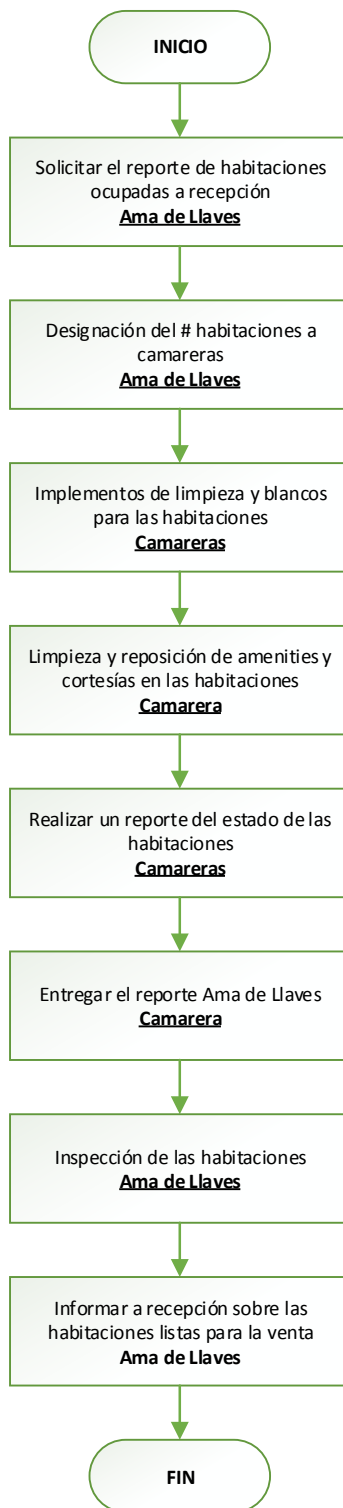 INICIO
Solicitar el reporte de habitaciones
ocupadas a recepción
Ama de Llaves
Designación del # habitaciones a
camareras
Ama de Llaves
Implementos de limpieza y blancos
para las habitaciones
Camareras
Limpieza y reposición de amenities y
cortesías en las habitaciones
Camarera
Realizar un reporte del estado de las
habitaciones
Camareras
Entregar el reporte Ama de Llaves
Camarera
Inspección de las habitaciones
Ama de Llaves
Informar a recepción sobre las
habitaciones listas para la venta
Ama de Llaves
FIN